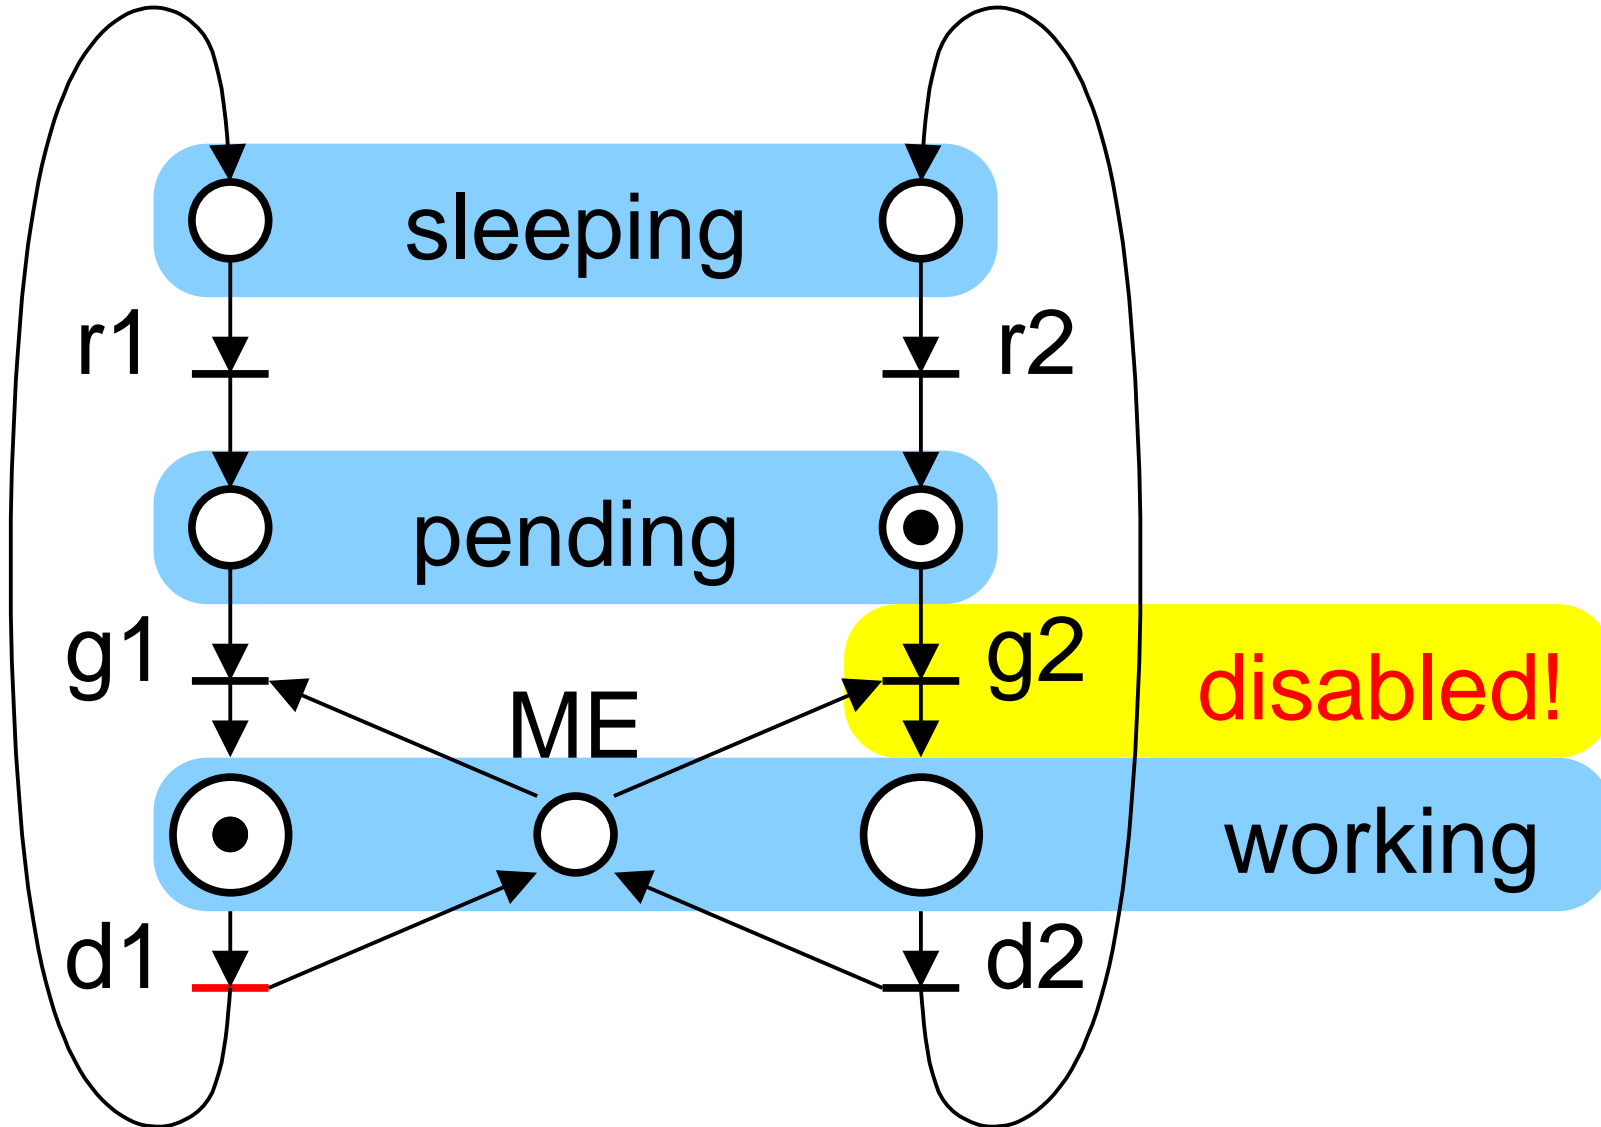 sleeping
r1
r2
pending
g1
g2
disabled!
ME
working
d1
d2